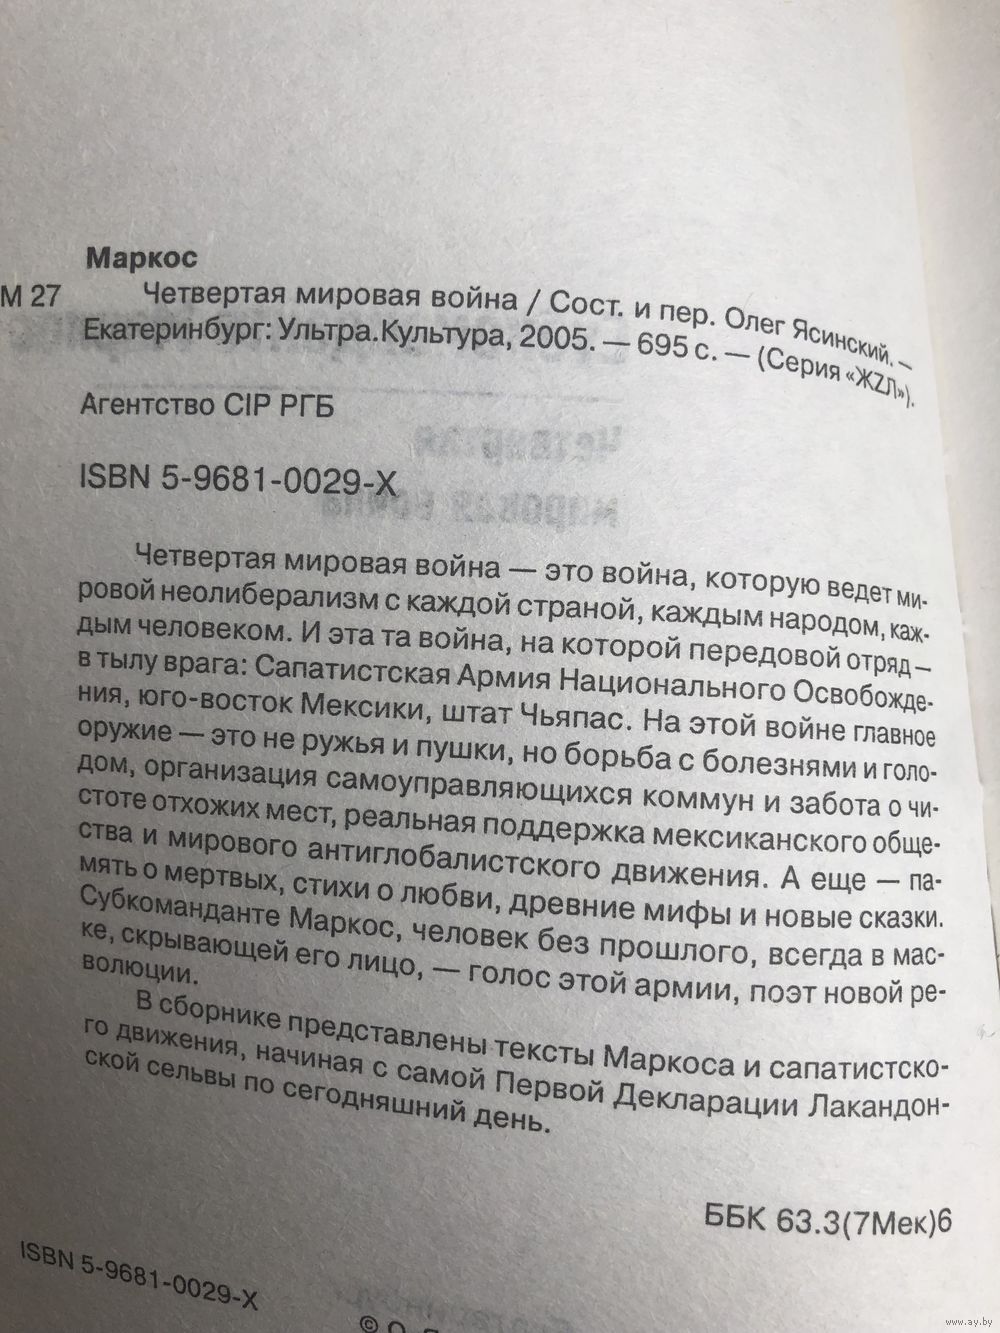 Маркос
М 27
Четвертая мировая война / Сост. и пер. Олег Ясинский. –
Екатеринбург: Ультра.Культура, 2005. — 695 с. — (Серия «ЖZЛ»).
Агентство CIP РГБ
ISBN 5-9681-0029-X
Четвертая мировая война — это война, которую ведет ми-
ровой неолиберализм с каждой страной, каждым народом, каж-
дым человеком. И эта та война, на которой передовой отряд —
в тылу врага: Сапатистская Армия Национального Освобожде-
ния, юго-восток Мексики, штат Чьяпас. На этой войне главное
оружие — это не ружья и пушки, но борьба с болезнями и голо-
дом, организация самоуправляющихся коммун и забота о чи-
стоте отхожих мест, реальная поддержка мексиканского обще-
ства и мирового антиглобалистского движения. А еще — па-
мять о мертвых, стихи о любви, древние мифы и новые сказки.
Субкоманданте Маркос, человек без прошлого, всегда в мас-
ке, скрывающей его лицо, — голос этой армии, поэт новой ре-
волюции.
В сборнике представлены тексты Маркоса и сапатистско-
го движения, начиная с самой Первой Декларации Лакандон-
ской сельвы по сегодняшний день.
ББК 63.3(7Мек)6
ISBN 5-9681-0029-X
©
www.ay.by